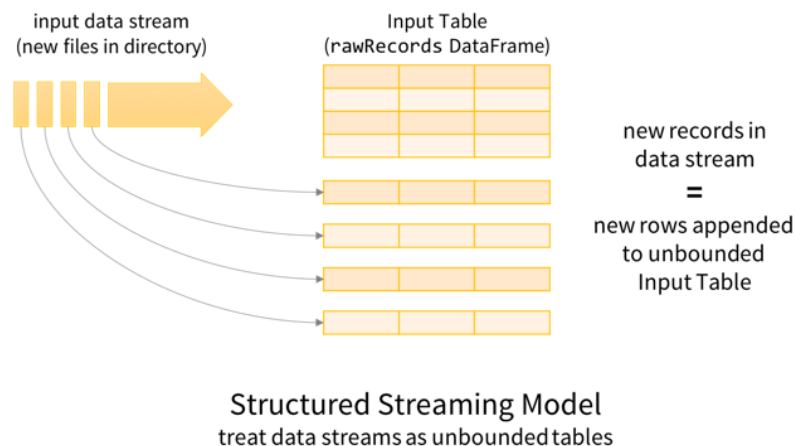 input data stream
(new files in directory)
Input Table
(rawRecords DataFrame)
new records in
data stream
=
new rows appended
to unbounded
Input Table
Structured Streaming Model
treat data streams as unbounded tables